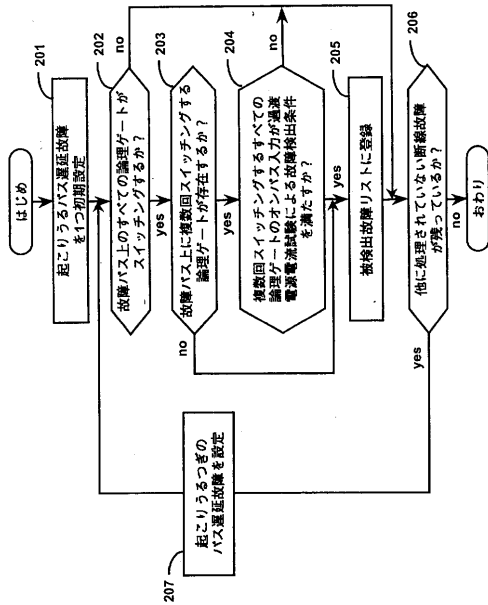 はじめ
201
起こりうるパス遅延故障
を1つ初期設定
202
故障パス上のすべての論理ゲートが
スイッチングするか?
no
yes
203
故障パス上に複数回スイッチングする
論理ゲートが存在するか?
no
yes
204
複数回スイッチングするすべての
論理ゲートのオンパス入力が過渡
電源電流試験による故障検出条件
を満たすか?
no
yes
205
被検出故障リストに登録
206
他に処理されていない断線故障
が残っているか?
yes
no
おわり
207
起こりうるつぎの
パス遅延故障を設定